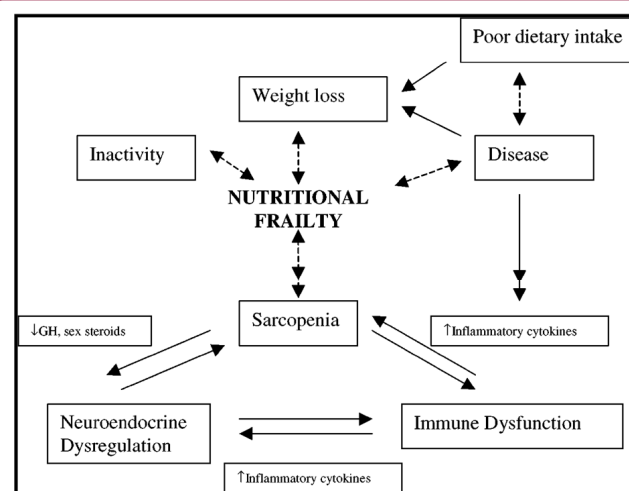 Poor dietary intake
Weight loss
Inactivity
Disease
NUTRITIONAL
FRAILTY
Sarcopenia
↓GH, sex steroids
↑Inflammatory cytokines
Neuroendocrine
Dysregulation
Immune Dysfunction
↑Inflammatory cytokines